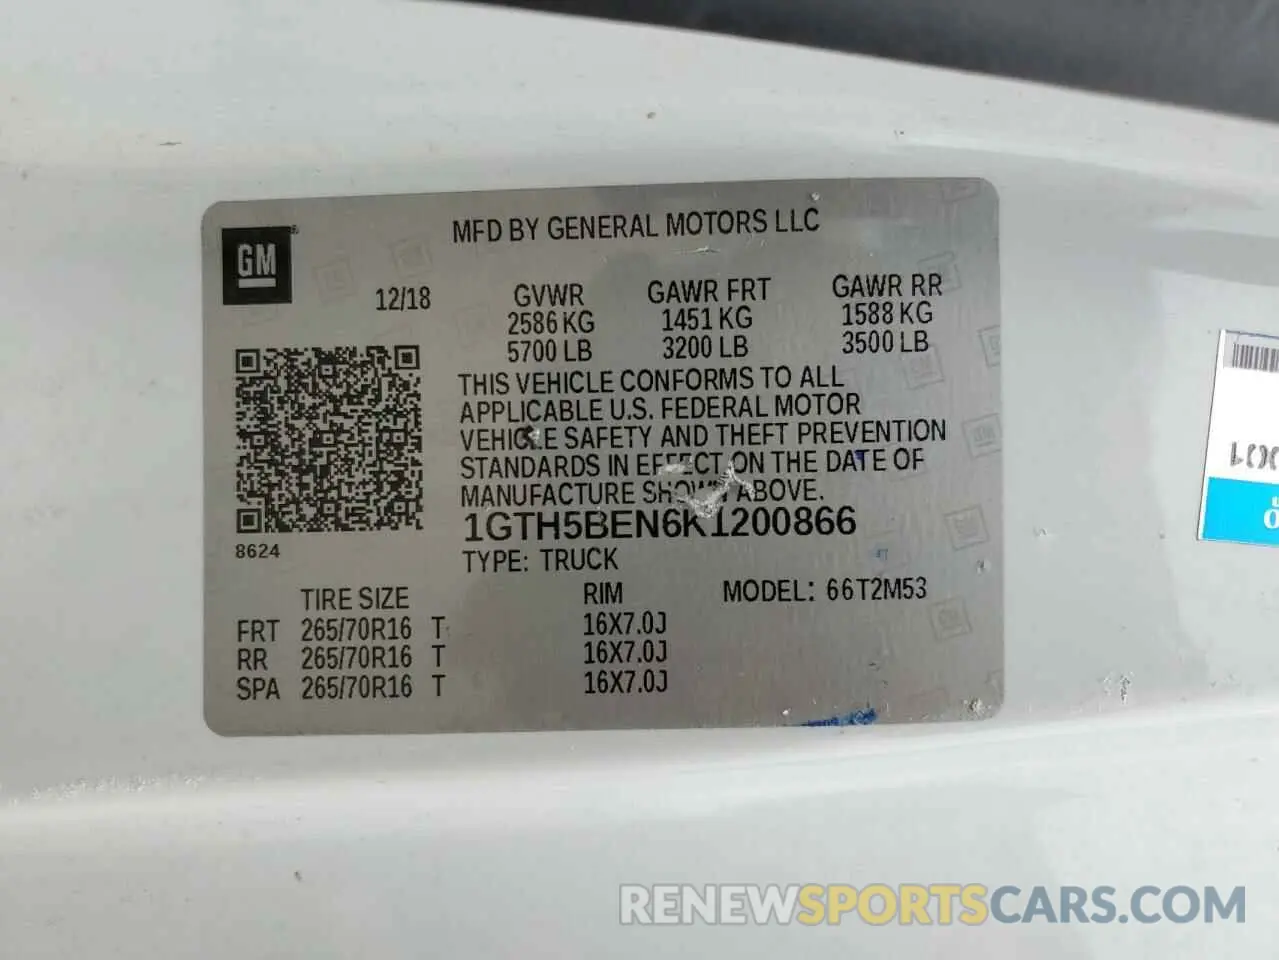 MFD BY GENERAL MOTORS LLC
GM
12/18 GVWR GAWR FRT GAWR RR
2586 KG 1451 KG 1588 KG
5700 LB 3200 LB 3500 LB
THIS VEHICLE CONFORMS TO ALL
APPLICABLE U.S. FEDERAL MOTOR
VEHICLE SAFETY AND THEFT PREVENTION
STANDARDS IN EFFECT ON THE DATE OF
MANUFACTURE SHOWN ABOVE.
1GTH5BEN6K1200866
8624
TYPE: TRUCK
TIRE SIZE RIM MODEL: 66T2M53
FRT 265/70R16 T 16X7.0J
RR 265/70R16 T 16X7.0J
SPA 265/70R16 T 16X7.0J
RENEWSPORTSCARS.COM